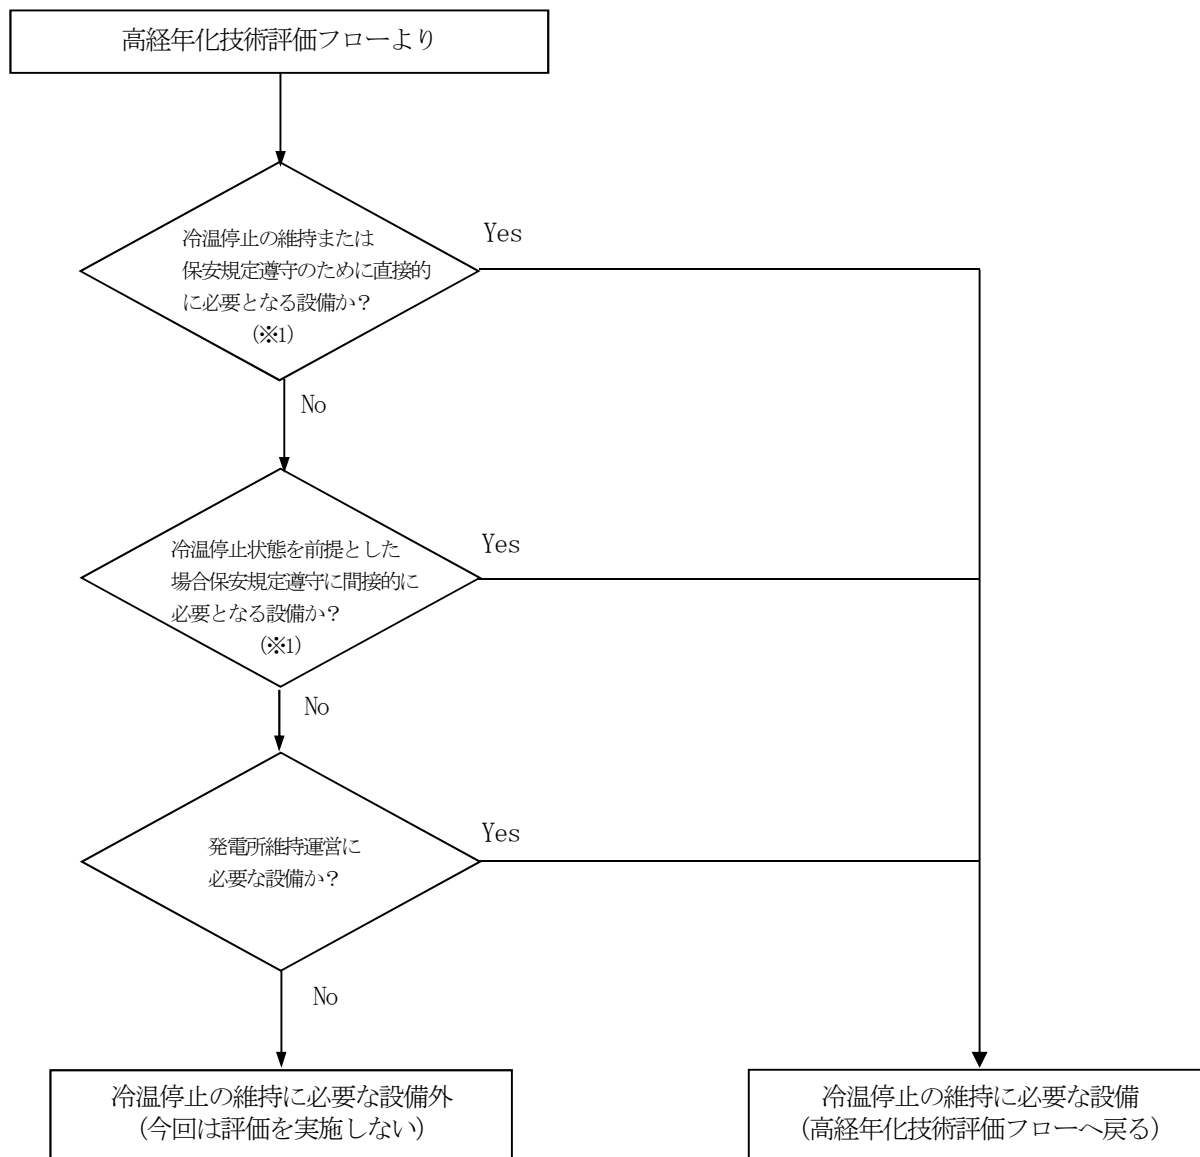 高経年化技術評価フローより
冷温停止の維持または
保安規定遵守のために直接的
に必要となる設備か？
(※1)
Yes
No
冷温停止状態を前提とした
場合保安規定遵守に間接的に
必要となる設備か？
(※1)
Yes
No
発電所維持運営に
必要な設備か？
Yes
No
冷温停止の維持に必要な設備外
（今回は評価を実施しない）
冷温停止の維持に必要な設備
（高経年化技術評価フローへ戻る）